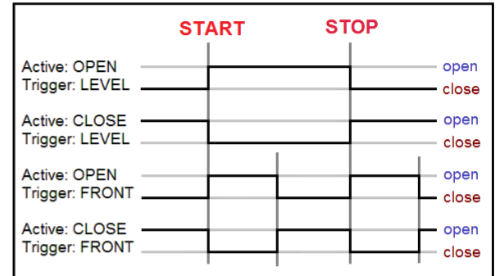 START STOP
Active: OPEN open
Trigger: LEVEL close
Active: CLOSE open
Trigger: LEVEL close
Active: OPEN open
Trigger: FRONT close
Active: CLOSE open
Trigger: FRONT close